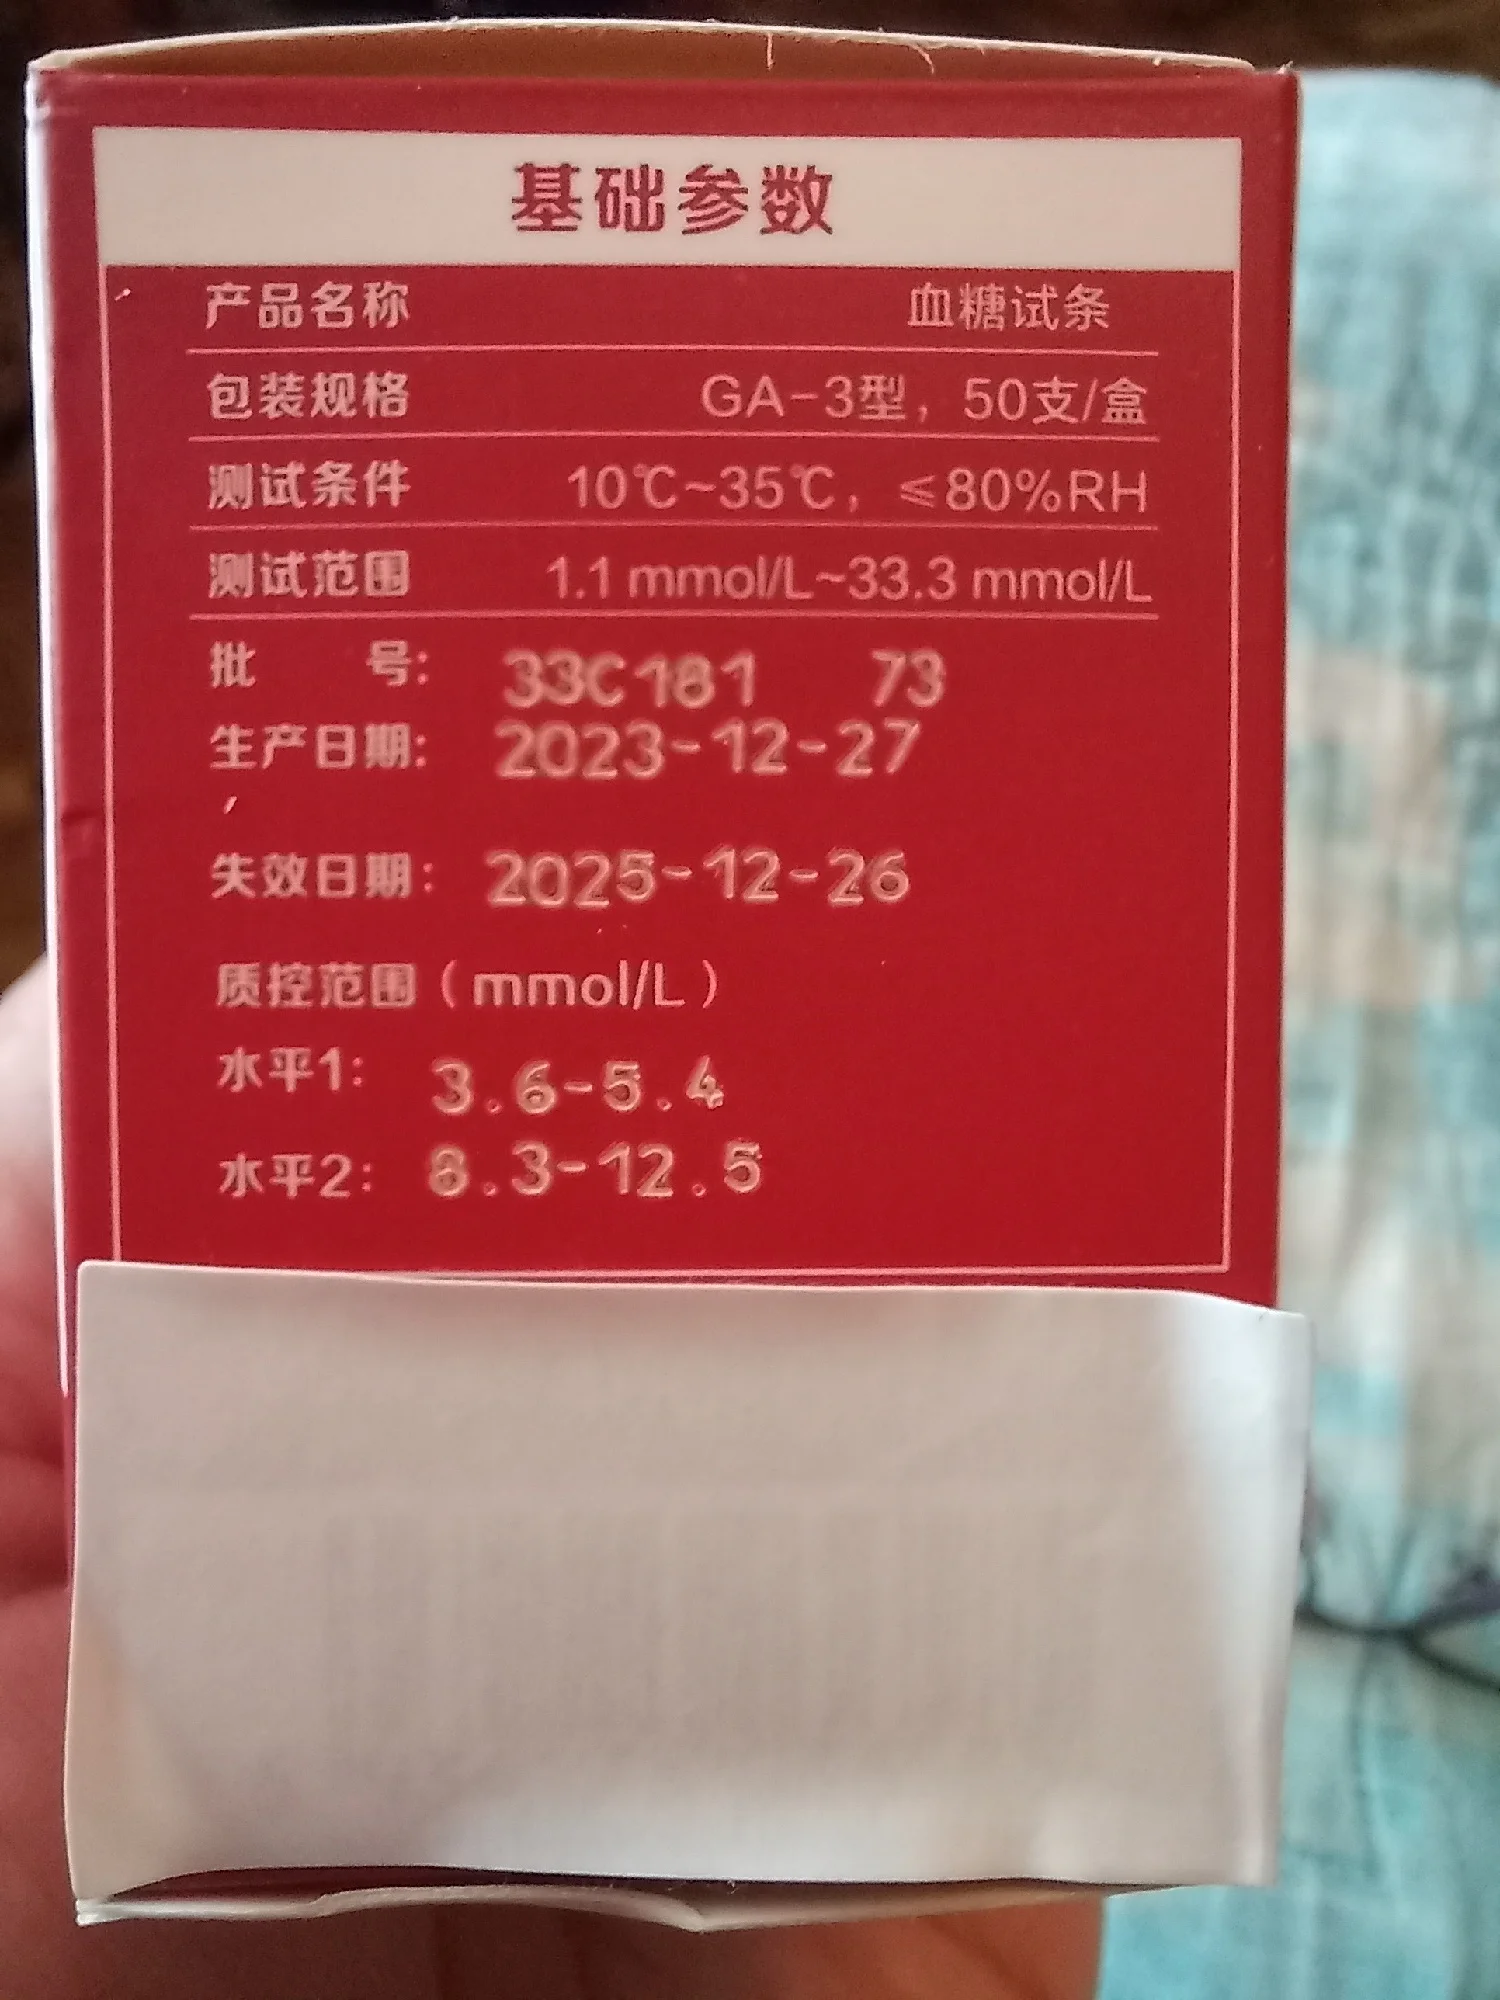 基础参数
产品名称 血糖试条
包装规格 GA-3型，50支/盒
测试条件 10℃~35℃，≤80%RH
测试范围 1.1 mmol/L~33.3 mmol/L
批 号： 33C181 73
生产日期： 2023-12-27
失效日期： 2025-12-26
质控范围（mmol/L）
水平1： 3.6-5.4
水平2： 8.3-12.5